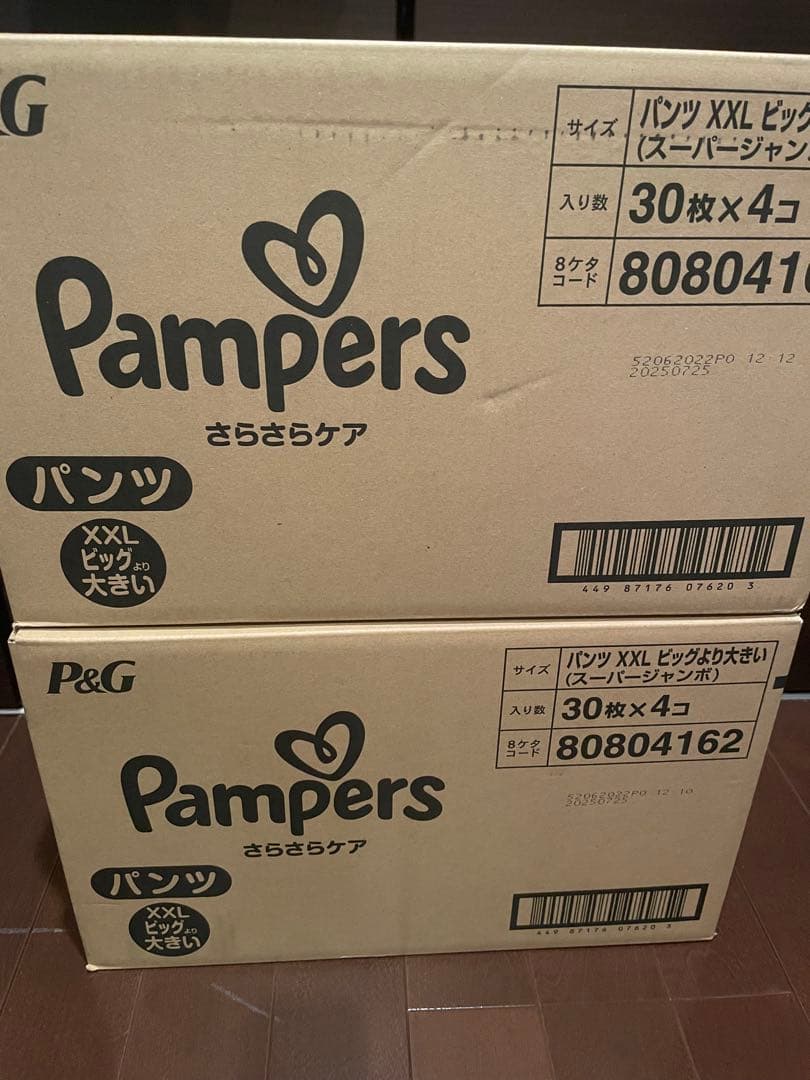 G
サイズ
パンツ XXL ビッグ
(スーパージャン
入り数
30枚×4コ
8ケタ
コード
8080416
52062022P0 12 12
20250725
Pampers
さらさらケア
パンツ
XXL
ビッグより
大きい
449 87176 07620 3
P&G
サイズ
パンツ XXL ビッグより大きい
(スーパージャンボ)
入り数
30枚×4コ
8ケタ
コード
80804162
52062022P0 12 10
20250725
Pampers
さらさらケア
パンツ
XXL
ビッグより
大きい
449 87176 07620 3